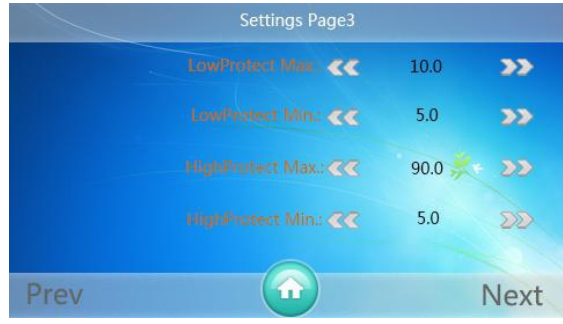 Settings Page3
LowProtect Max.: 10.0
LowProtect Min.: 5.0
HighProtect Max.: 90.0
HighProtect Min.: 5.0
Prev Next